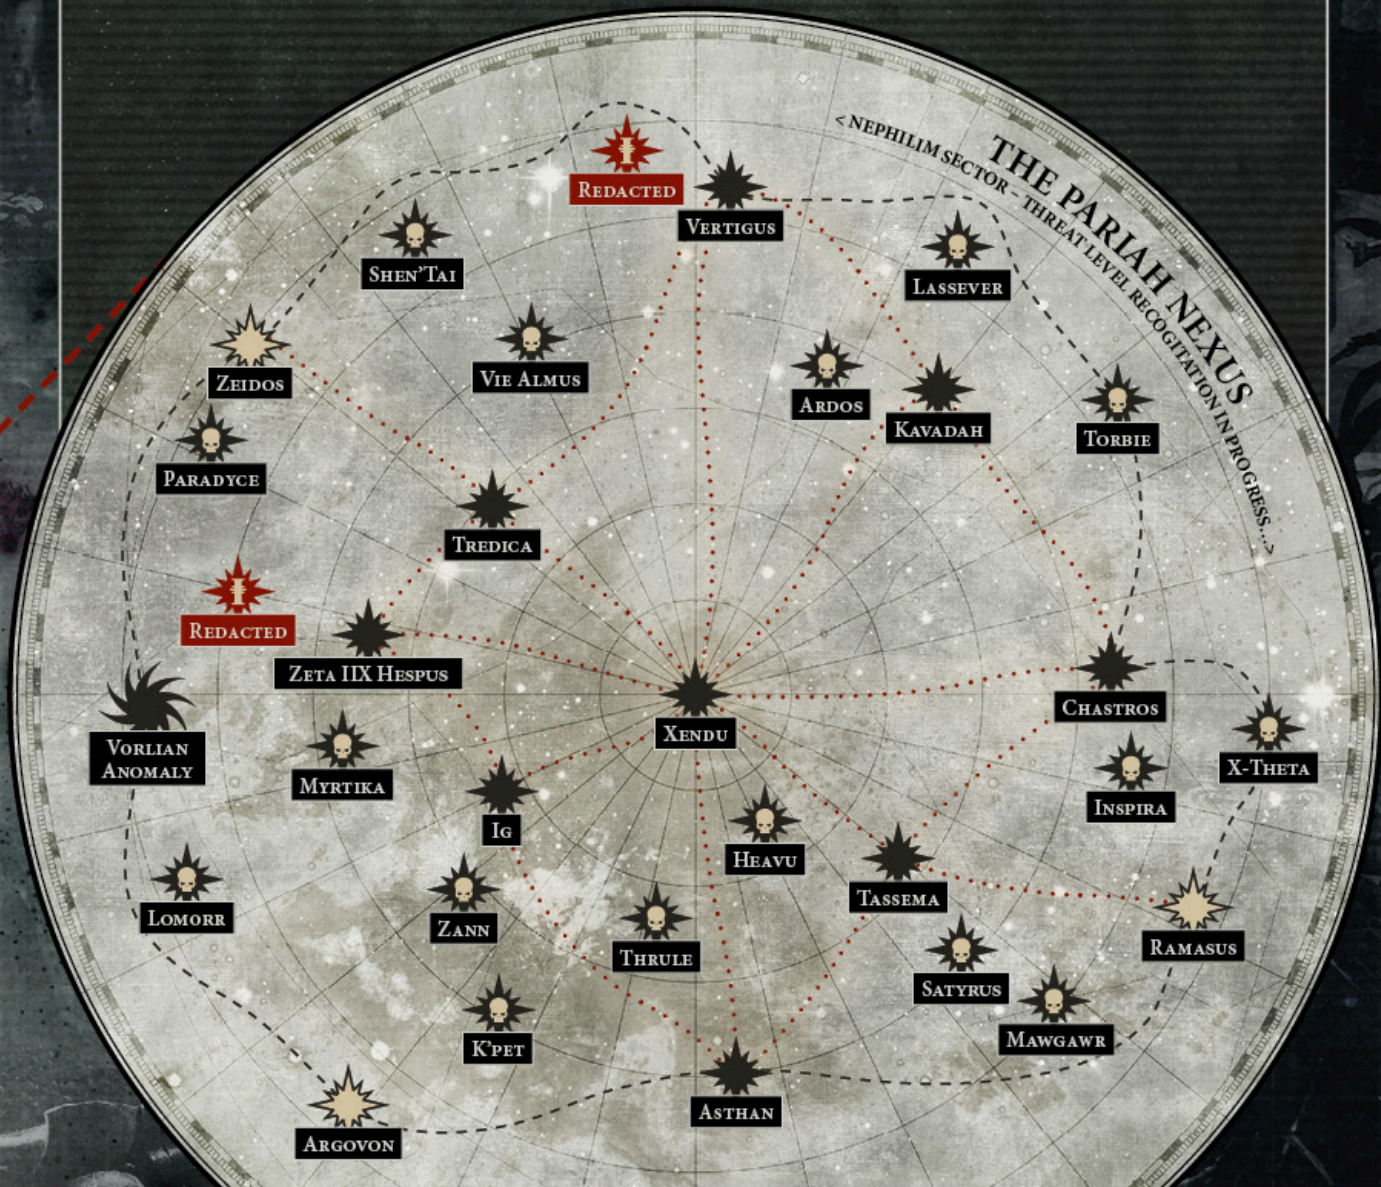 THE PARIAH NEXUS
< NEPHILIM SECTOR – THREAT LEVEL RECOGITATION IN PROGRESS....>
REDACTED
VERTIGUS
SHEN'TAI
LASSEVER
ZEIDOS
VIE ALMUS
ARDOS
KAVADAH
TORBIE
PARADYCE
TREDICA
REDACTED
ZETA IIX HESPUS
CHASTROS
XENDU
VORLIAN
ANOMALY
X-THETA
MYRTIKA
INSPIRA
IG
HEAVU
TASSEMA
LOMORR
ZANN
RAMASUS
THRULE
SATYRUS
K'PET
MAWGAWR
ASTHAN
ARGOVON